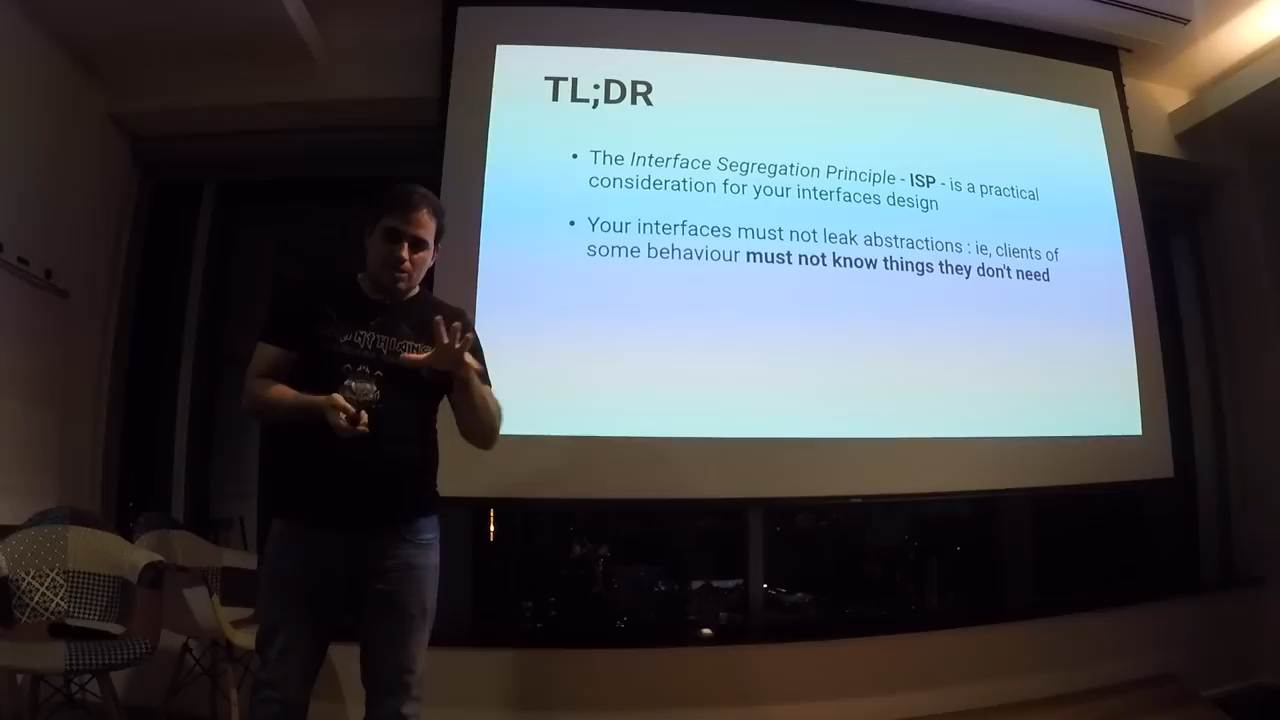 TL;DR
• The Interface Segregation Principle - ISP - is a practical
consideration for your interfaces design
• Your interfaces must not leak abstractions : ie, clients of
some behaviour must not know things they don't need